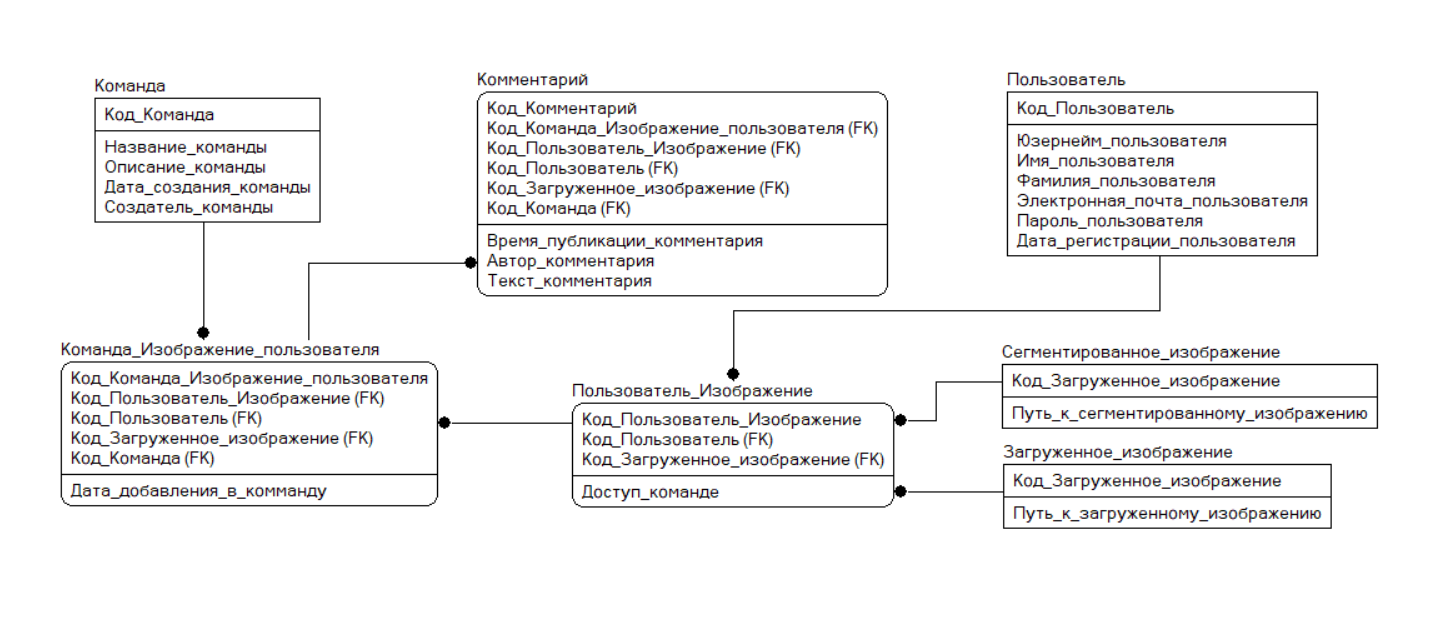 Команда
Код_Команда
Название_команды
Описание_команды
Дата_создания_команды
Создатель_команды
Комментарий
Код_Комментарий
Код_Команда_Изображение_пользователя (FK)
Код_Пользователь_Изображение (FK)
Код_Пользователь (FK)
Код_Загруженное_изображение (FK)
Код_Команда (FK)
Время_публикации_комментария
Автор_комментария
Текст_комментария
Пользователь
Код_Пользователь
Юзернейм_пользователя
Имя_пользователя
Фамилия_пользователя
Электронная_почта_пользователя
Пароль_пользователя
Дата_регистрации_пользователя
Команда_Изображение_пользователя
Код_Команда_Изображение_пользователя
Код_Пользователь_Изображение (FK)
Код_Пользователь (FK)
Код_Загруженное_изображение (FK)
Код_Команда (FK)
Дата_добавления_в_комманду
Пользователь_Изображение
Код_Пользователь_Изображение
Код_Пользователь (FK)
Код_Загруженное_изображение (FK)
Доступ_команде
Сегментированное_изображение
Код_Загруженное_изображение
Путь_к_сегментированному_изображению
Загруженное_изображение
Код_Загруженное_изображение
Путь_к_загруженному_изображению